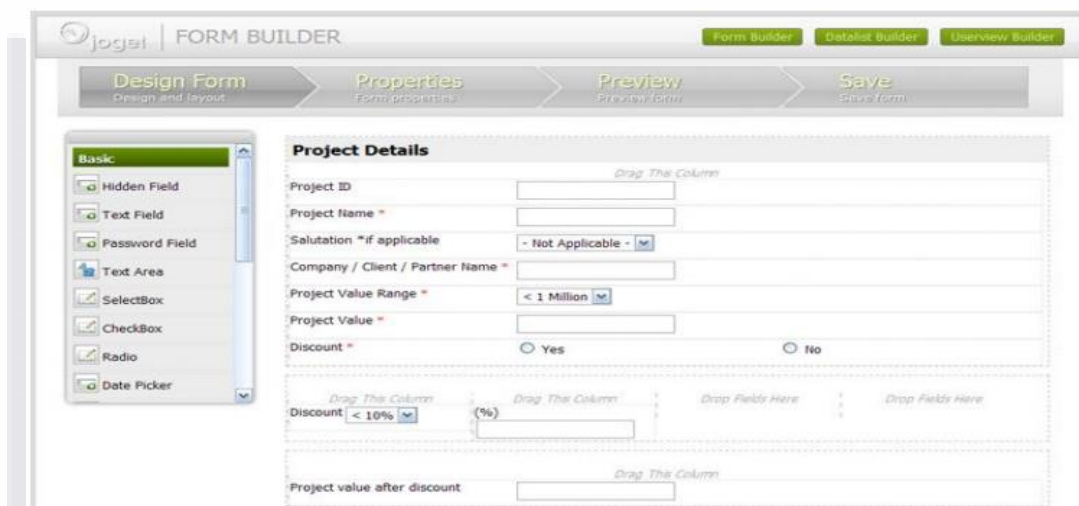 joget | FORM BUILDER
Form Builder Datalist Builder Userview Builder
Design Form Properties Preview Save
Design and layout Form properties Preview form Save form
Basic
Hidden Field
Text Field
Password Field
Text Area
SelectBox
CheckBox
Radio
Date Picker
Project Details
Drag This Column
Project ID
Project Name *
Salutation *if applicable - Not Applicable -
Company / Client / Partner Name *
Project Value Range * < 1 Million
Project Value *
Discount * Yes No
Drag This Column Drag This Column Drop Fields Here Drop Fields Here
Discount < 10% (%)
Drag This Column
Project value after discount